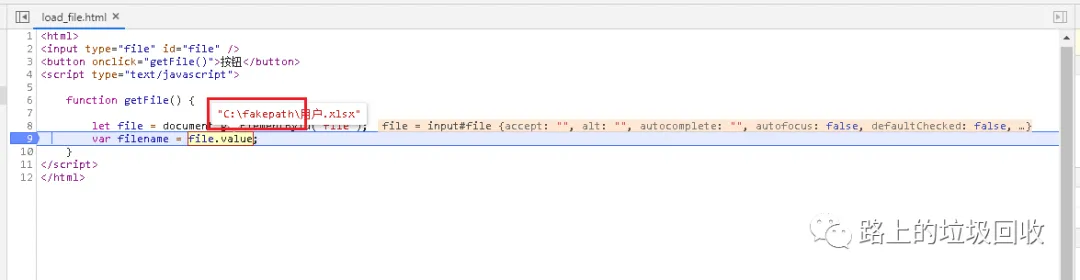 load_file.html ×
1 <html>
2 <input type="file" id="file" />
3 <button onclick="getFile()">按钮</button>
4 <script type="text/javascript">
5
6 function getFile() {
7 "C:\fakepath\用户.xlsx"
8 let file = document file = input#file {accept: "", alt: "", autocomplete: "", autofocus: false, defaultChecked: false, …}
9 var filename = file.value;
10 }
11 </script>
12 </html>
路上的垃圾回收